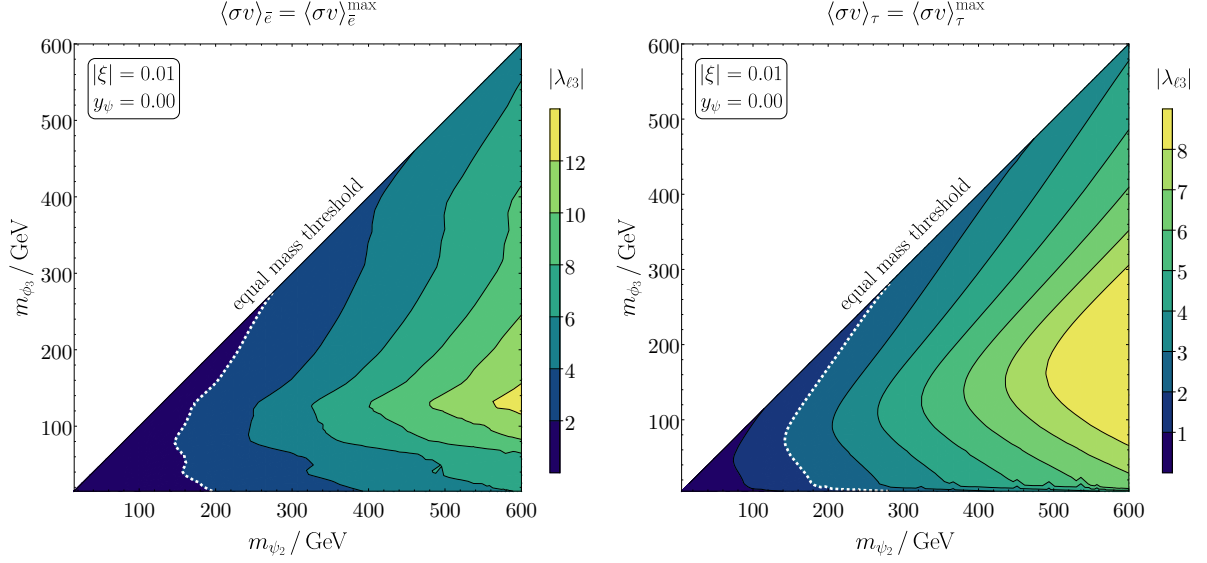 ⟨σv⟩ē = ⟨σv⟩ē^max
|ξ| = 0.01
y_ψ = 0.00
equal mass threshold
600
500
400
300
200
100
m_ϕ₃ / GeV
100 200 300 400 500 600
m_ψ₂ / GeV
|λ_ℓ3|
12
10
8
6
4
2
⟨σv⟩_τ = ⟨σv⟩_τ^max
|ξ| = 0.01
y_ψ = 0.00
equal mass threshold
600
500
400
300
200
100
m_ϕ₃ / GeV
100 200 300 400 500 600
m_ψ₂ / GeV
|λ_ℓ3|
8
7
6
5
4
3
2
1